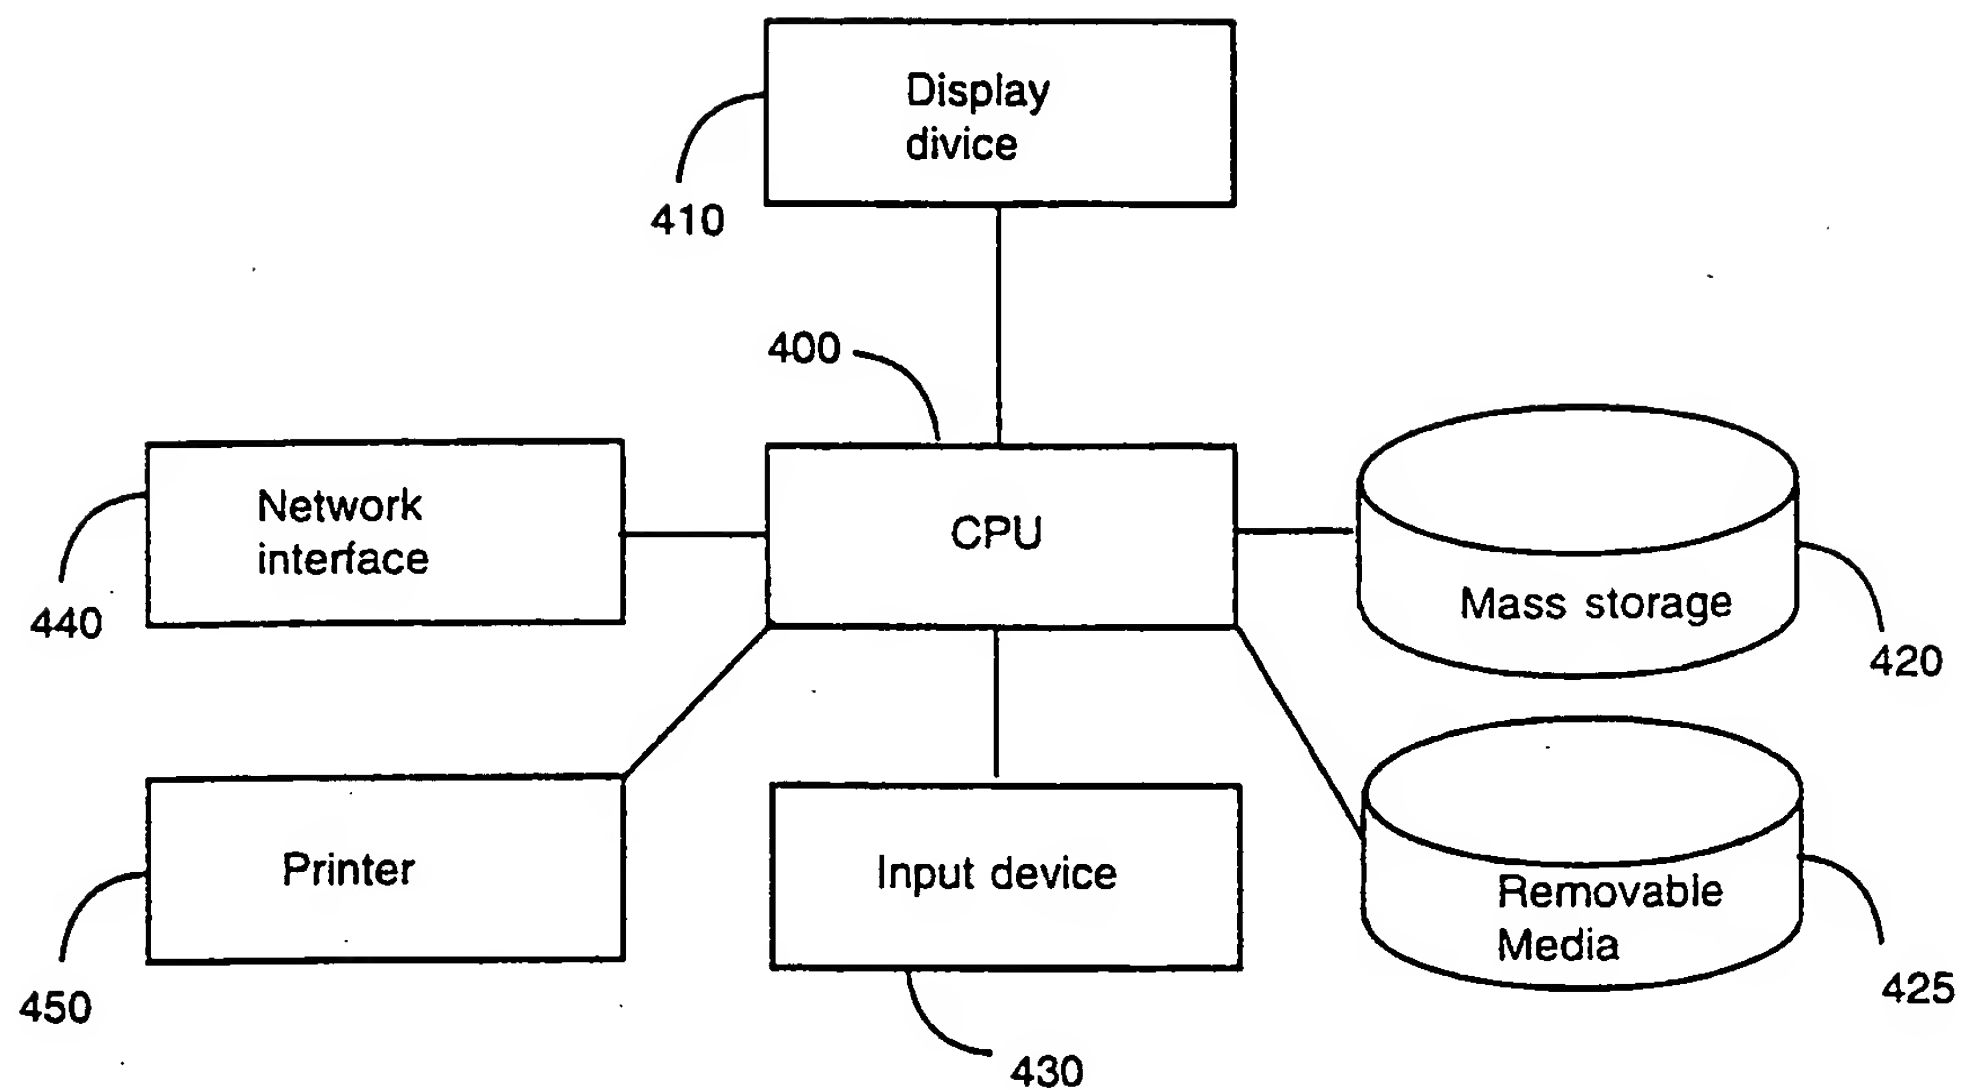 Display
divice
410
400
Network
interface
440
CPU
Mass storage
420
Printer
450
Input device
430
Removable
Media
425